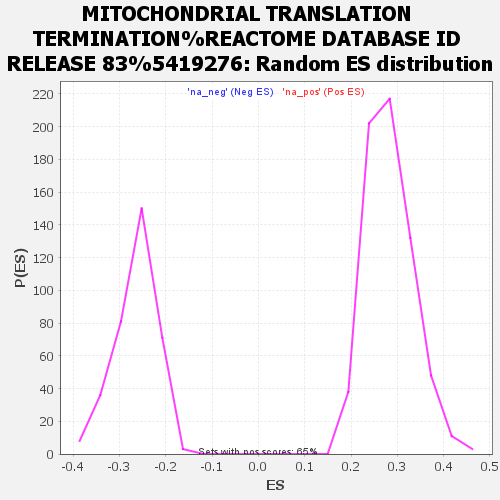 MITOCHONDRIAL TRANSLATION
TERMINATION%REACTOME DATABASE ID
RELEASE 83%5419276: Random ES distribution
'na_neg' (Neg ES) 'na_pos' (Pos ES)
220
200
180
160
140
120
100
80
60
40
20
0
P(ES)
Sets with pos scores: 65%
-0.4 -0.3 -0.2 -0.1 0.0 0.1 0.2 0.3 0.4 0.5
ES